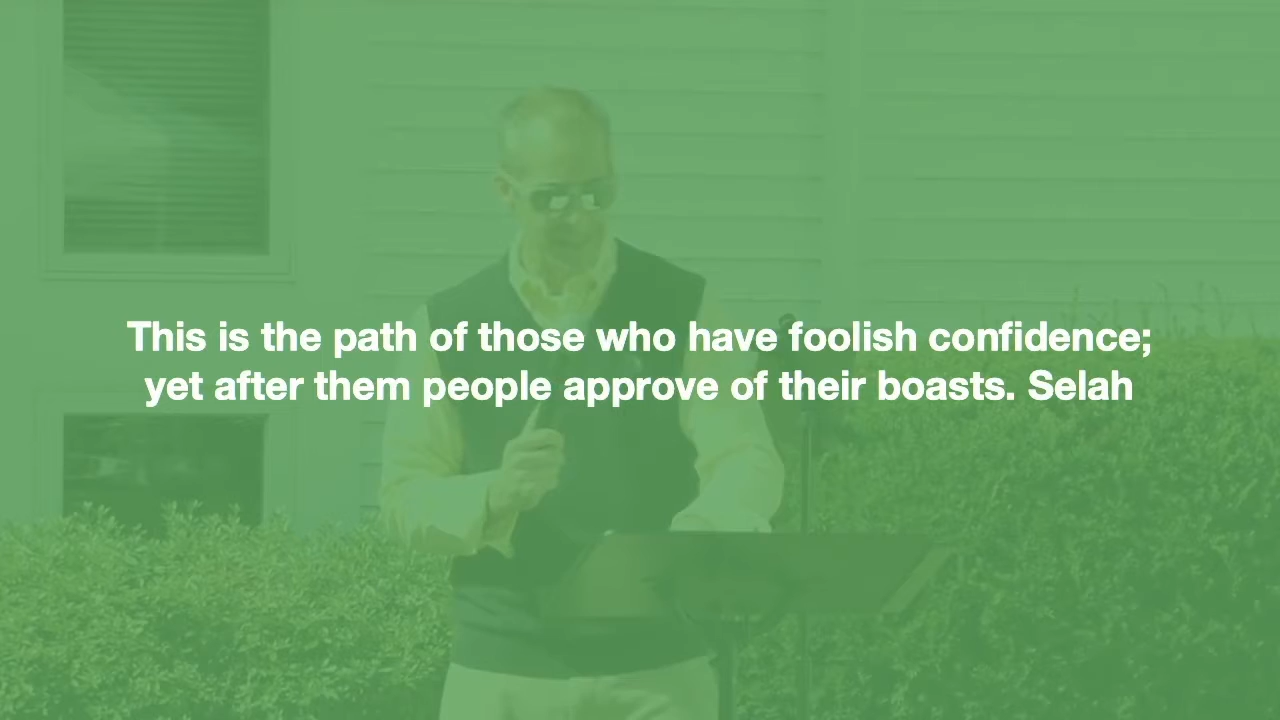 This is the path of those who have foolish confidence;
yet after them people approve of their boasts. Selah